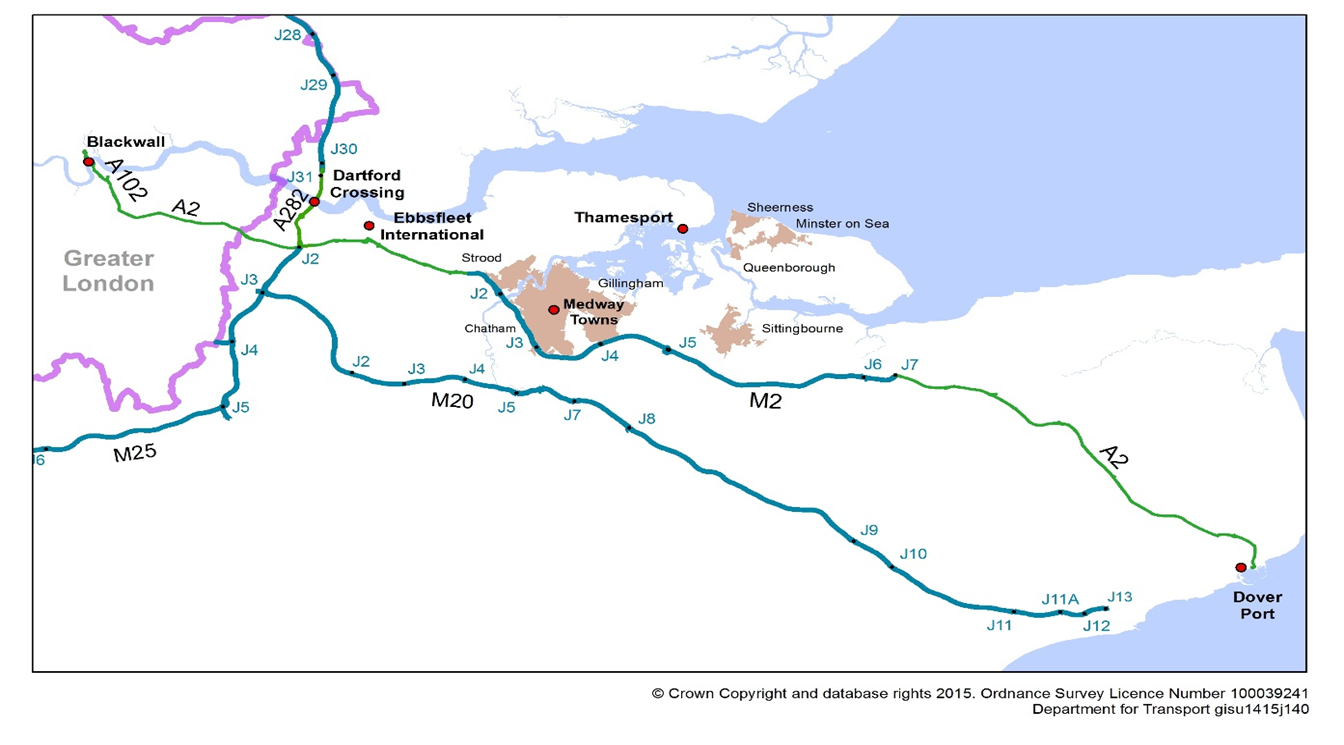 J28
J29
Blackwall
A102
J30
J31
Dartford
Crossing
A2
A282
Ebbsfleet
International
Thamesport
Sheerness
Minster on Sea
Greater
London
J2
Strood
Queenborough
J3
J2
Gillingham
Medway
Towns
Chatham
J3
Sittingbourne
J4
J4
J5
J2
J3
J4
J6
J7
M20
M2
J5
J5
J7
J8
M25
J6
A2
J9
J10
J11A
J13
J11
J12
Dover
Port
© Crown Copyright and database rights 2015. Ordnance Survey Licence Number 100039241
Department for Transport gisu1415j140